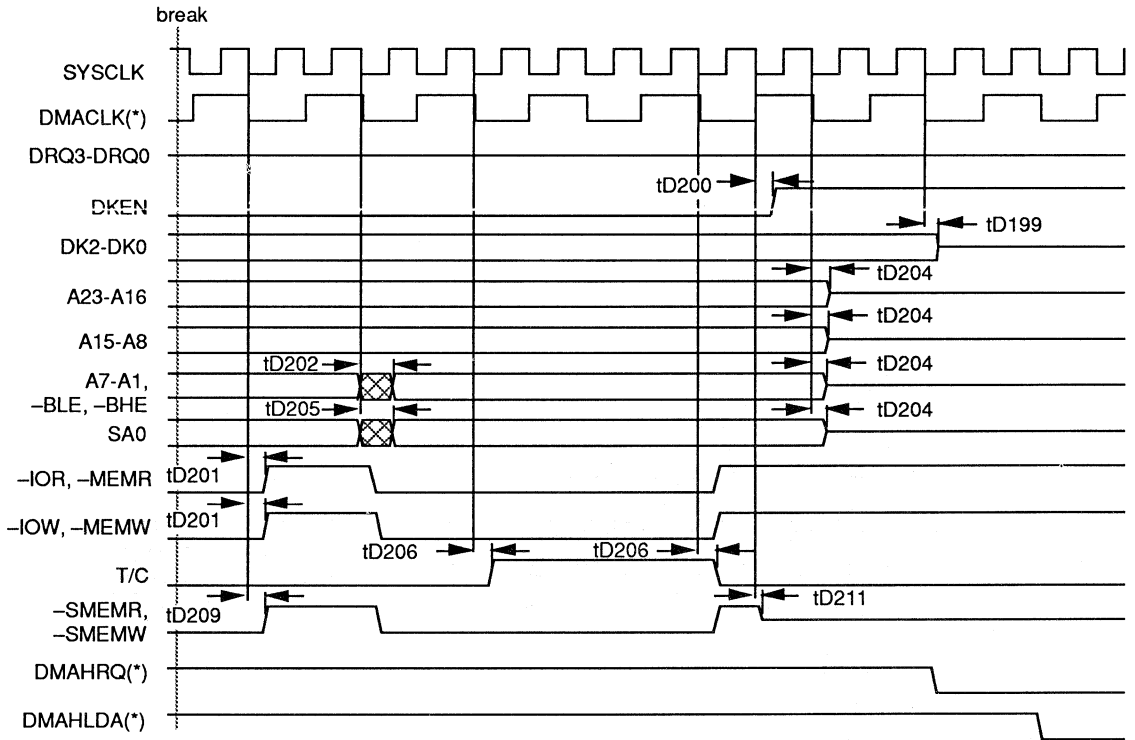 break
SYSCLK
DMACLK(*)
DRQ3-DRQ0
tD200
DKEN
tD199
DK2-DK0
tD204
A23-A16
tD204
A15-A8
tD202
tD204
A7-A1,
–BLE, –BHE
tD205
tD204
SA0
–IOR, –MEMR
tD201
–IOW, –MEMW
tD201
tD206
tD206
T/C
–SMEMR,
–SMEMW
tD209
tD211
DMAHRQ(*)
DMAHLDA(*)